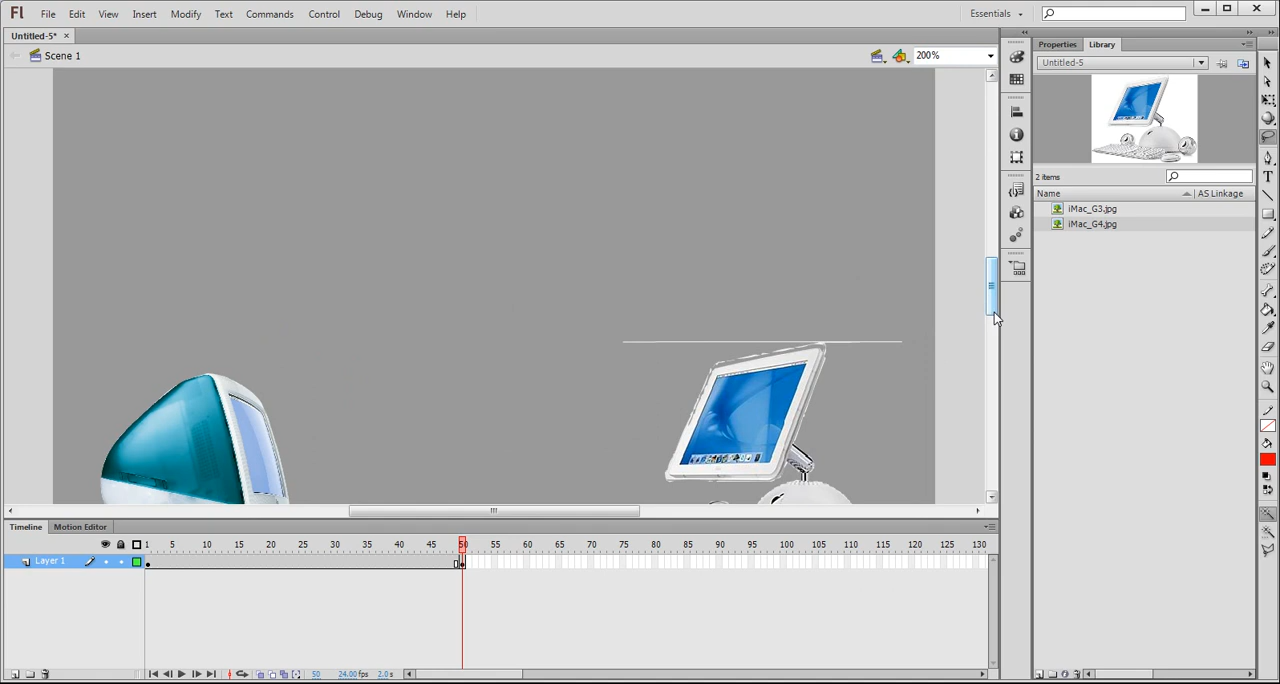 Fl File Edit View Insert Modify Text Commands Control Debug Window Help Essentials
Untitled-5*
Scene 1 200%
Properties Library
Untitled-5
2 items
Name AS Linkage
iMac_G3.jpg
iMac_G4.jpg
Timeline Motion Editor
1 5 10 15 20 25 30 35 40 45 50 55 60 65 70 75 80 85 90 95 100 105 110 115 120 125 130
Layer 1
50 24.00fps 2.0s